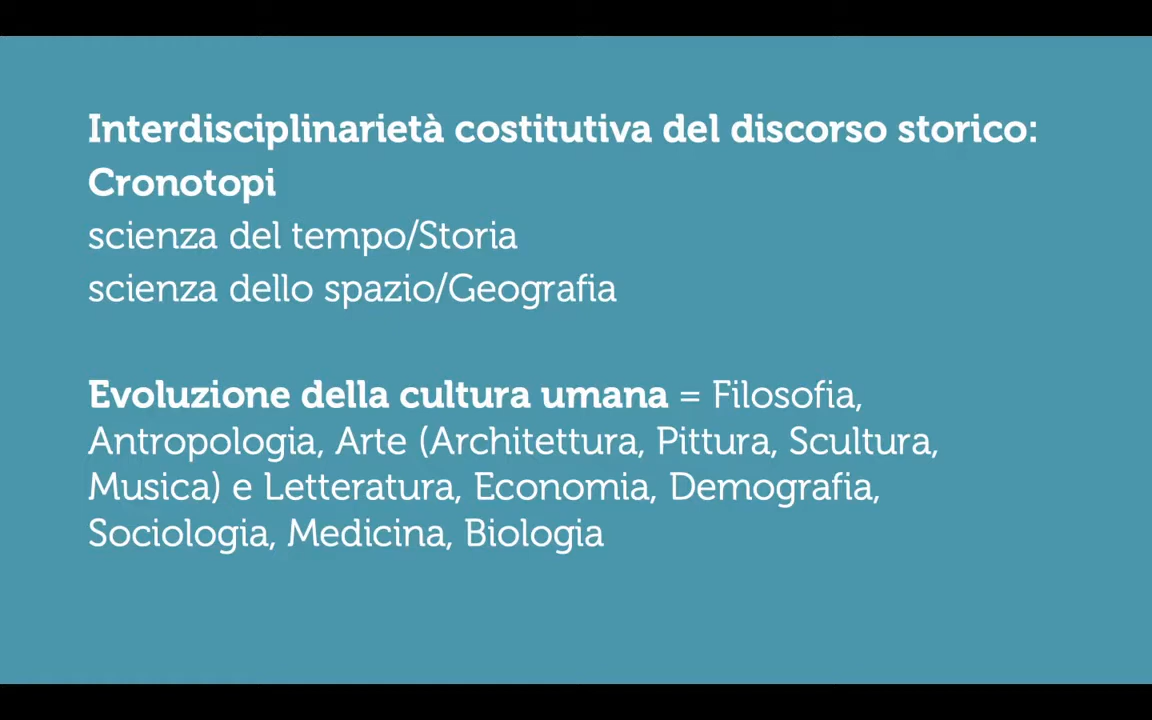 Interdisciplinarietà costitutiva del discorso storico:
Cronotopi
scienza del tempo/Storia
scienza dello spazio/Geografia
Evoluzione della cultura umana = Filosofia,
Antropologia, Arte (Architettura, Pittura, Scultura,
Musica) e Letteratura, Economia, Demografia,
Sociologia, Medicina, Biologia